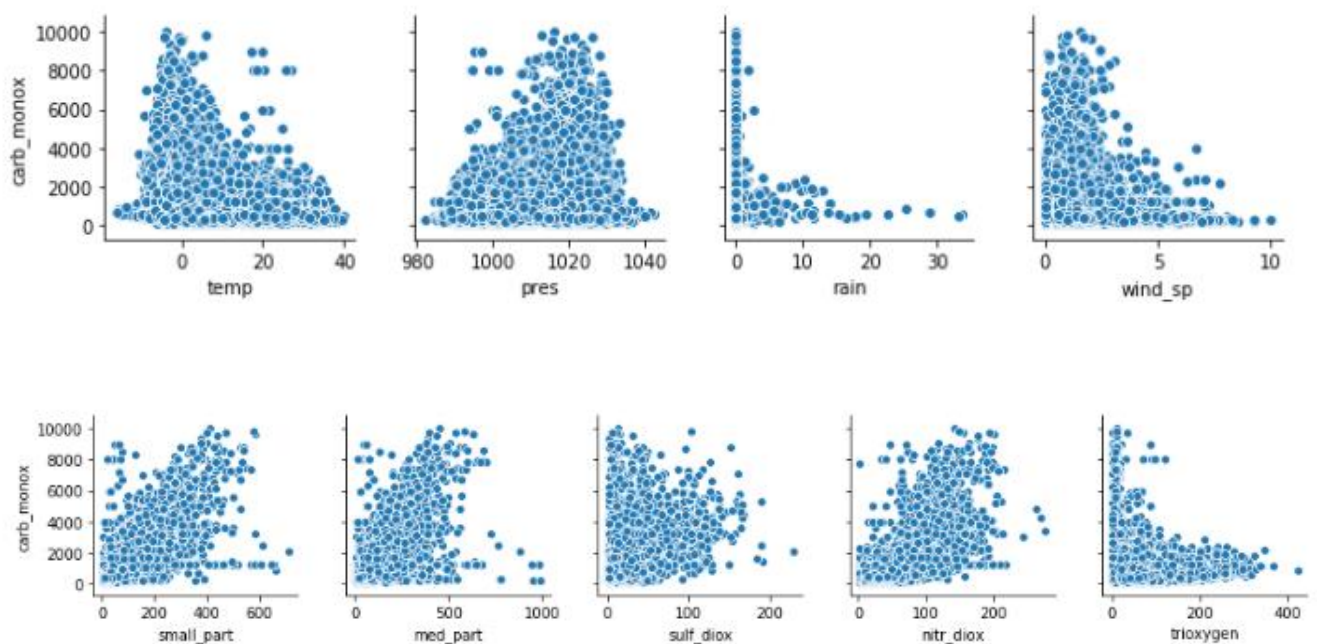 10000
8000
6000
4000
2000
0
carb_monox
0 20 40
temp
980 1000 1020 1040
pres
0 10 20 30
rain
0 5 10
wind_sp
10000
8000
6000
4000
2000
0
carb_monox
0 200 400 600
small_part
0 500 1000
med_part
0 100 200
sulf_diox
0 100 200
nitr_diox
0 200 400
trioxygen